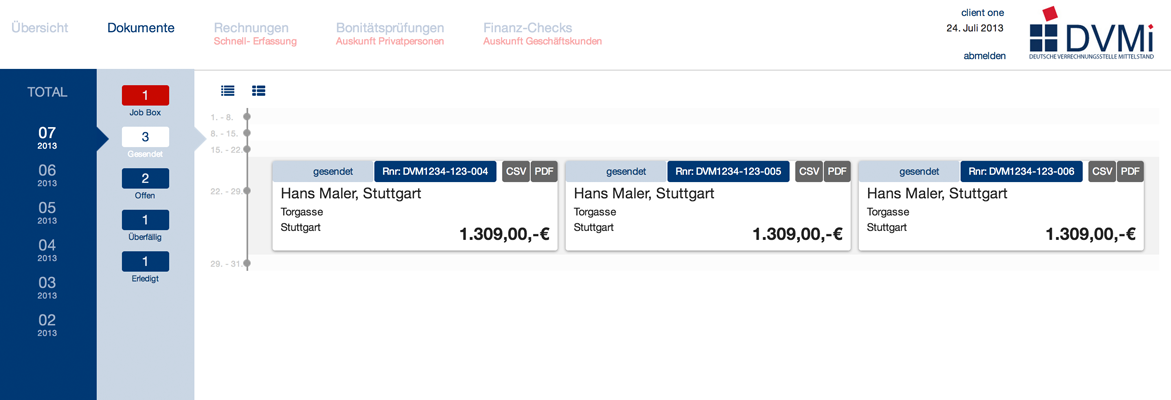 Übersicht
Dokumente
Rechnungen
Schnell- Erfassung
Bonitätsprüfungen
Auskunft Privatpersonen
Finanz-Checks
Auskunft Geschäftskunden
client one
24. Juli 2013
abmelden
DVMi
DEUTSCHE VERRECHNUNGSSTELLE MITTELSTAND
TOTAL
07
2013
06
2013
05
2013
04
2013
03
2013
02
2013
1
Job Box
3
Gesendet
2
Offen
1
Überfällig
1
Erledigt
1. - 8.
8. - 15.
15. - 22.
22. - 29.
29. - 31.
gesendet Rnr: DVM1234-123-004 CSV PDF
Hans Maler, Stuttgart
Torgasse
Stuttgart
1.309,00,-€
gesendet Rnr: DVM1234-123-005 CSV PDF
Hans Maler, Stuttgart
Torgasse
Stuttgart
1.309,00,-€
gesendet Rnr: DVM1234-123-006 CSV PDF
Hans Maler, Stuttgart
Torgasse
Stuttgart
1.309,00,-€